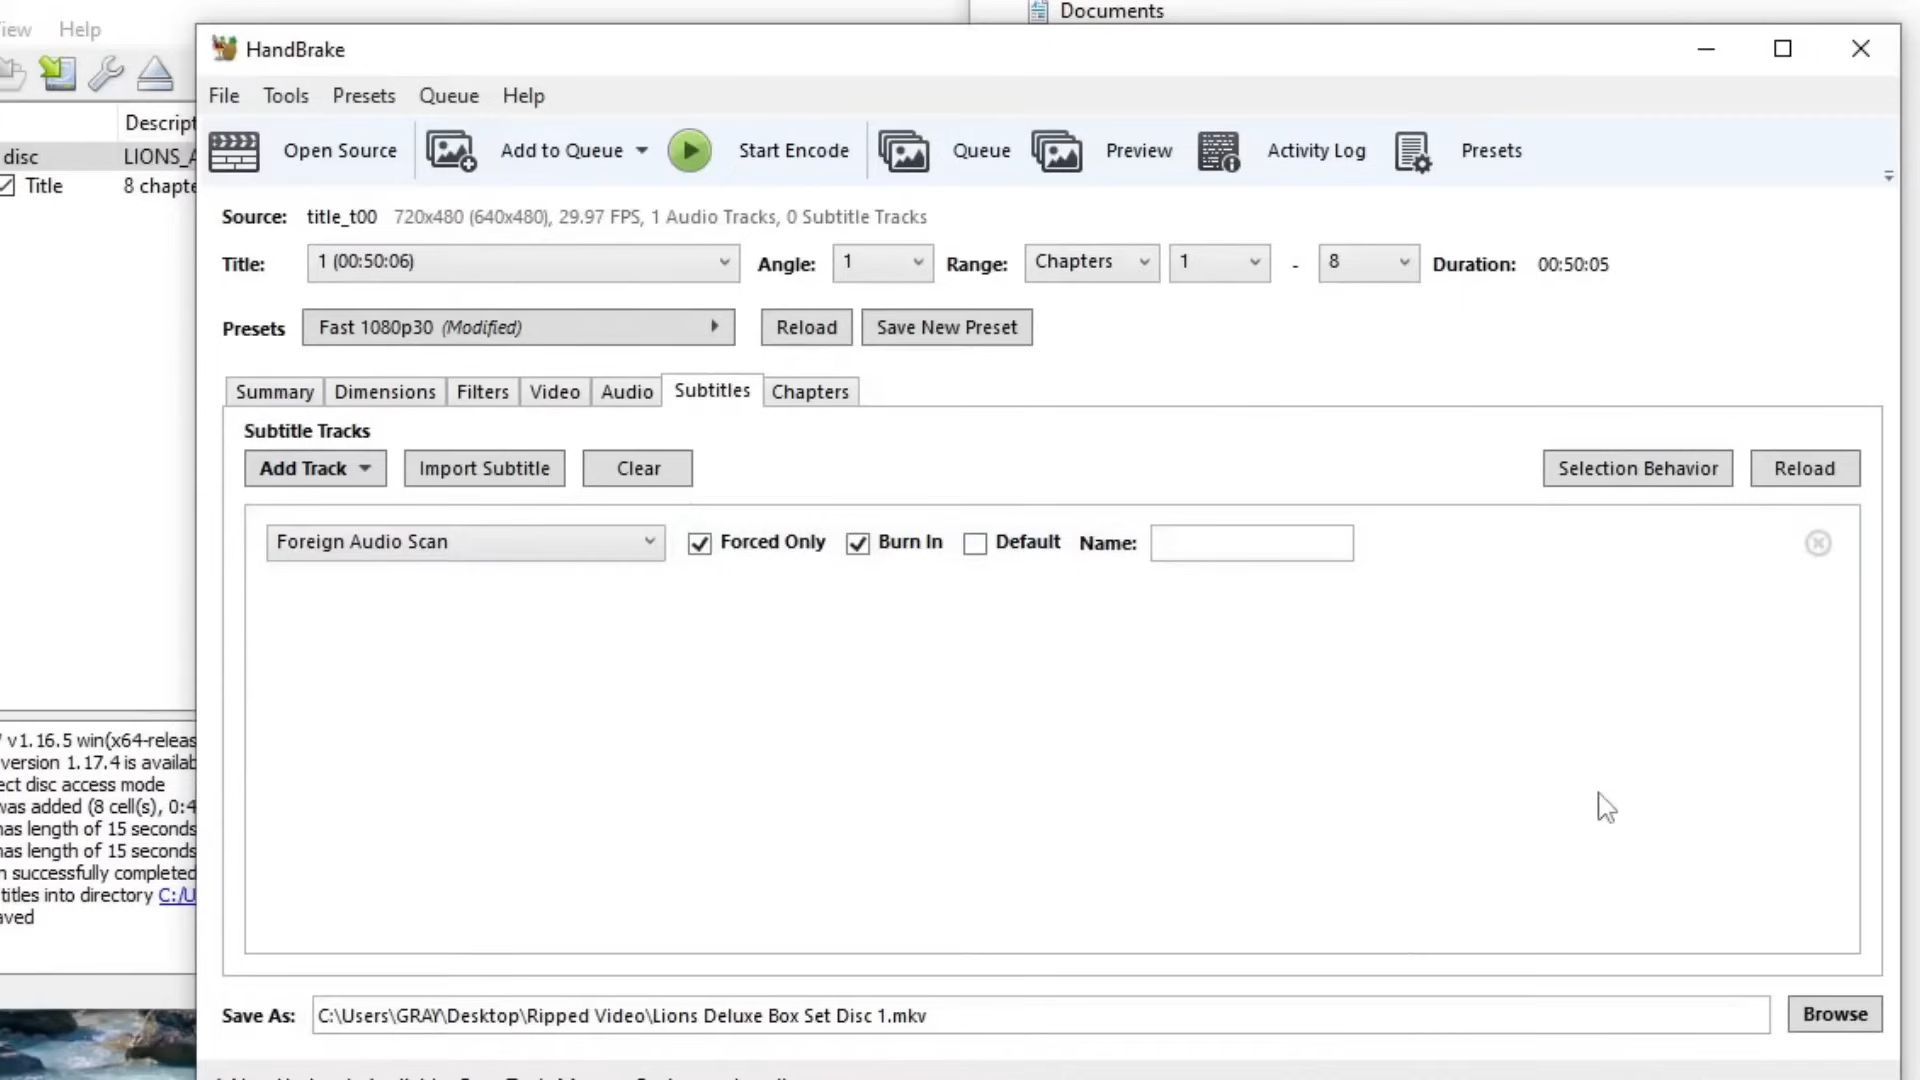 Documents
Help
HandBrake
File Tools Presets Queue Help
Open Source Add to Queue Start Encode Queue Preview Activity Log Presets
Descript
disc LIONS_A
Title 8 chapte
Source: title_t00 720x480 (640x480), 29.97 FPS, 1 Audio Tracks, 0 Subtitle Tracks
Title: 1 (00:50:06) Angle: 1 Range: Chapters 1 - 8 Duration: 00:50:05
Presets Fast 1080p30 (Modified) Reload Save New Preset
Summary Dimensions Filters Video Audio Subtitles Chapters
Subtitle Tracks
Add Track Import Subtitle Clear Selection Behavior Reload
Foreign Audio Scan Forced Only Burn In Default Name:
v1.16.5 win(x64-releas
version 1.17.4 is availab
ect disc access mode
was added (8 cell(s), 0:4
has length of 15 seconds
has length of 15 seconds
n successfully completed
titles into directory C:/U
aved
Save As: C:\Users\GRAY\Desktop\Ripped Video\Lions Deluxe Box Set Disc 1.mkv Browse